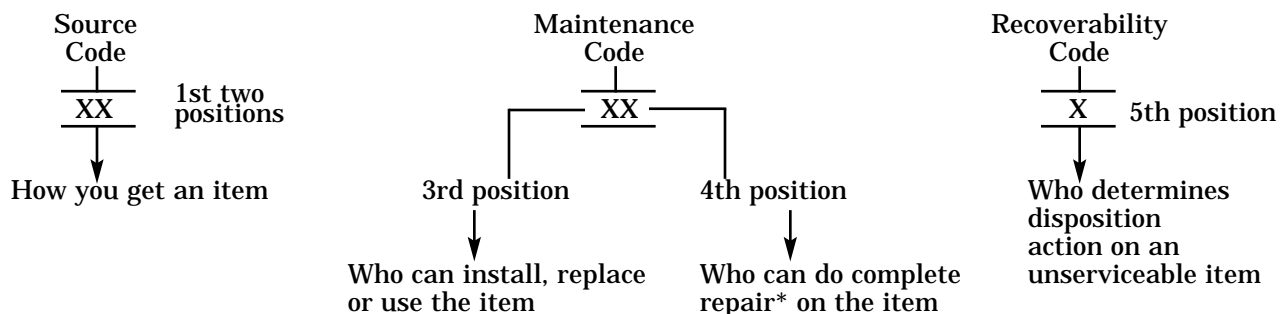 Source
Code
XX
1st two
positions
How you get an item
Maintenance
Code
XX
3rd position
Who can install, replace
or use the item
4th position
Who can do complete
repair* on the item
Recoverability
Code
X
5th position
Who determines
disposition
action on an
unserviceable item